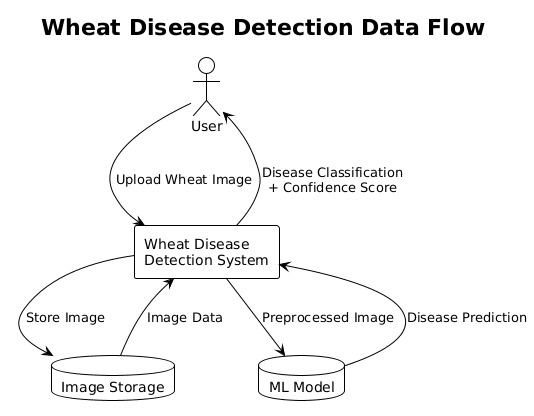 Wheat Disease Detection Data Flow
User
Upload Wheat Image
Disease Classification
+ Confidence Score
Wheat Disease
Detection System
Store Image
Image Data
Preprocessed Image
Disease Prediction
Image Storage
ML Model